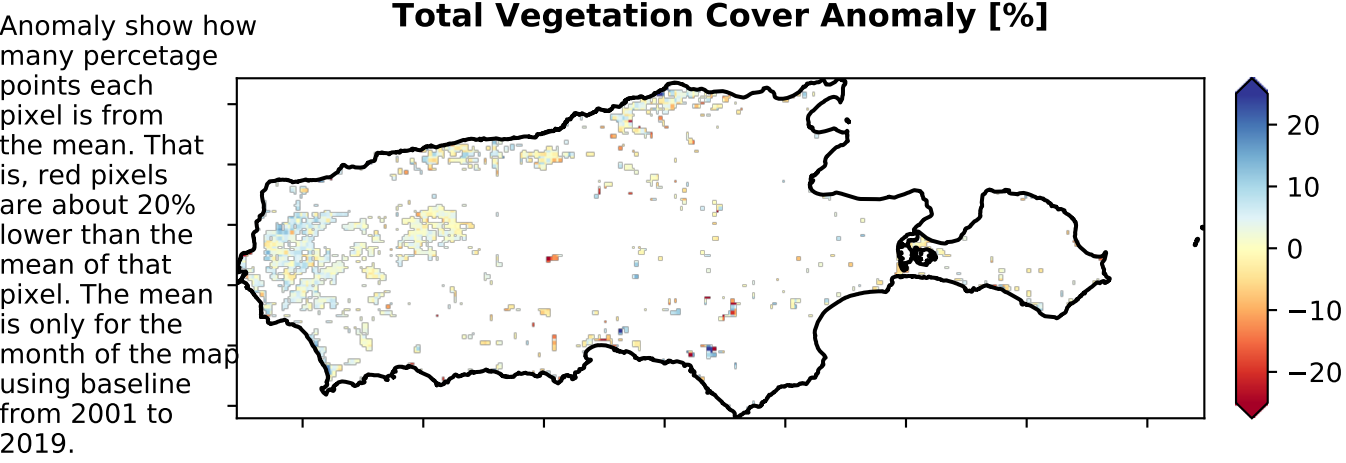 Total Vegetation Cover Anomaly [%]
Anomaly show how
many percetage
points each
pixel is from
the mean. That
is, red pixels
are about 20%
lower than the
mean of that
pixel. The mean
is only for the
month of the map
using baseline
from 2001 to
2019.
20
10
0
−10
−20